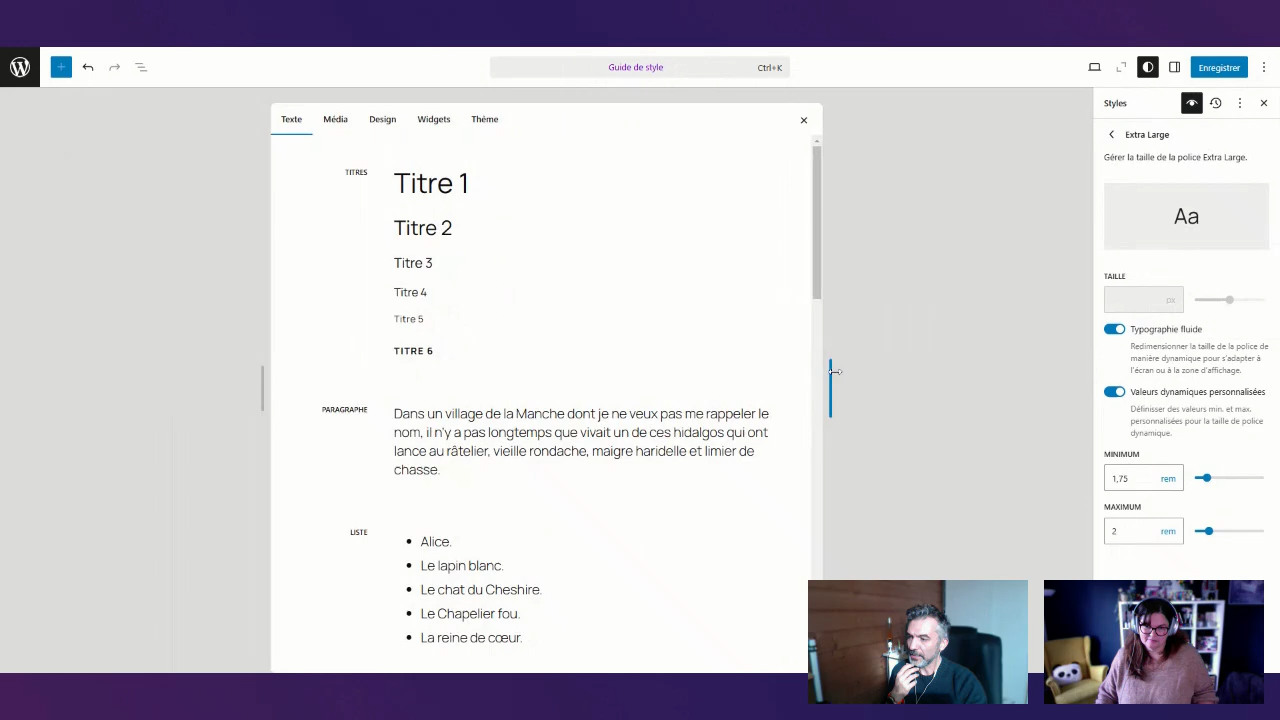 Guide de style
Ctrl+K
Enregistrer
Texte
Média
Design
Widgets
Thème
TITRES
Titre 1
Titre 2
Titre 3
Titre 4
Titre 5
TITRE 6
PARAGRAPHE
Dans un village de la Manche dont je ne veux pas me rappeler le
nom, il n'y a pas longtemps que vivait un de ces hidalgos qui ont
lance au râtelier, vieille rondache, maigre haridelle et limier de
chasse.
LISTE
Alice.
Le lapin blanc.
Le chat du Cheshire.
Le Chapelier fou.
La reine de cœur.
Styles
Extra Large
Gérer la taille de la police Extra Large.
Aa
TAILLE
px
Typographie fluide
Redimensionner la taille de la police de
manière dynamique pour s'adapter à
l'écran ou à la zone d'affichage.
Valeurs dynamiques personnalisées
Définisser des valeurs min. et max.
personnalisées pour la taille de police
dynamique.
MINIMUM
1,75 rem
MAXIMUM
2 rem